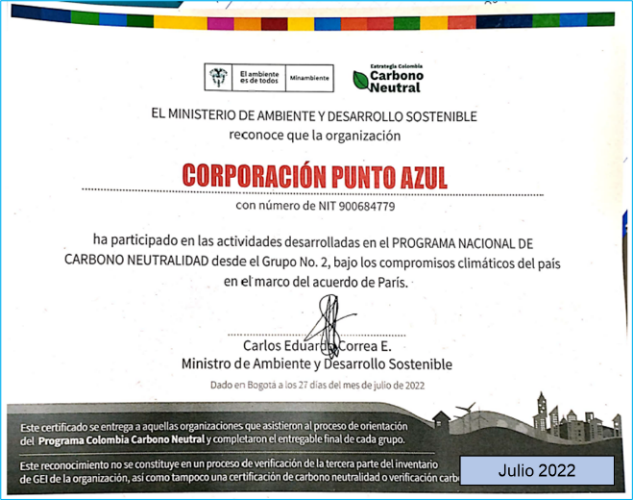 El ambiente
es de todos
Minambiente
Estrategia Colombia
Carbono
Neutral
EL MINISTERIO DE AMBIENTE Y DESARROLLO SOSTENIBLE
reconoce que la organización
CORPORACIÓN PUNTO AZUL
con número de NIT 900684779
ha participado en las actividades desarrolladas en el PROGRAMA NACIONAL DE
CARBONO NEUTRALIDAD desde el Grupo No. 2, bajo los compromisos climáticos del país
en el marco del acuerdo de París.
Carlos Eduardo Correa E.
Ministro de Ambiente y Desarrollo Sostenible
Dado en Bogotá a los 27 días del mes de julio de 2022
Este certificado se entrega a aquellas organizaciones que asistieron al proceso de orientación
del Programa Colombia Carbono Neutral y completaron el entregable final de cada grupo.
Este reconocimiento no se constituye en un proceso de verificación de la tercera parte del inventario
de GEI de la organización, así como tampoco una certificación de carbono neutralidad o verificación
Julio 2022